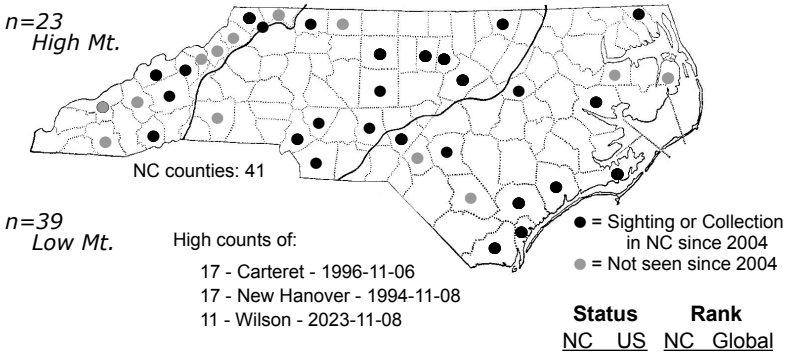 n=23
High Mt.
NC counties: 41
n=39
Low Mt.
High counts of:
17 - Carteret - 1996-11-06
17 - New Hanover - 1994-11-08
11 - Wilson - 2023-11-08
= Sighting or Collection
in NC since 2004
= Not seen since 2004
Status Rank
NC US NC Global